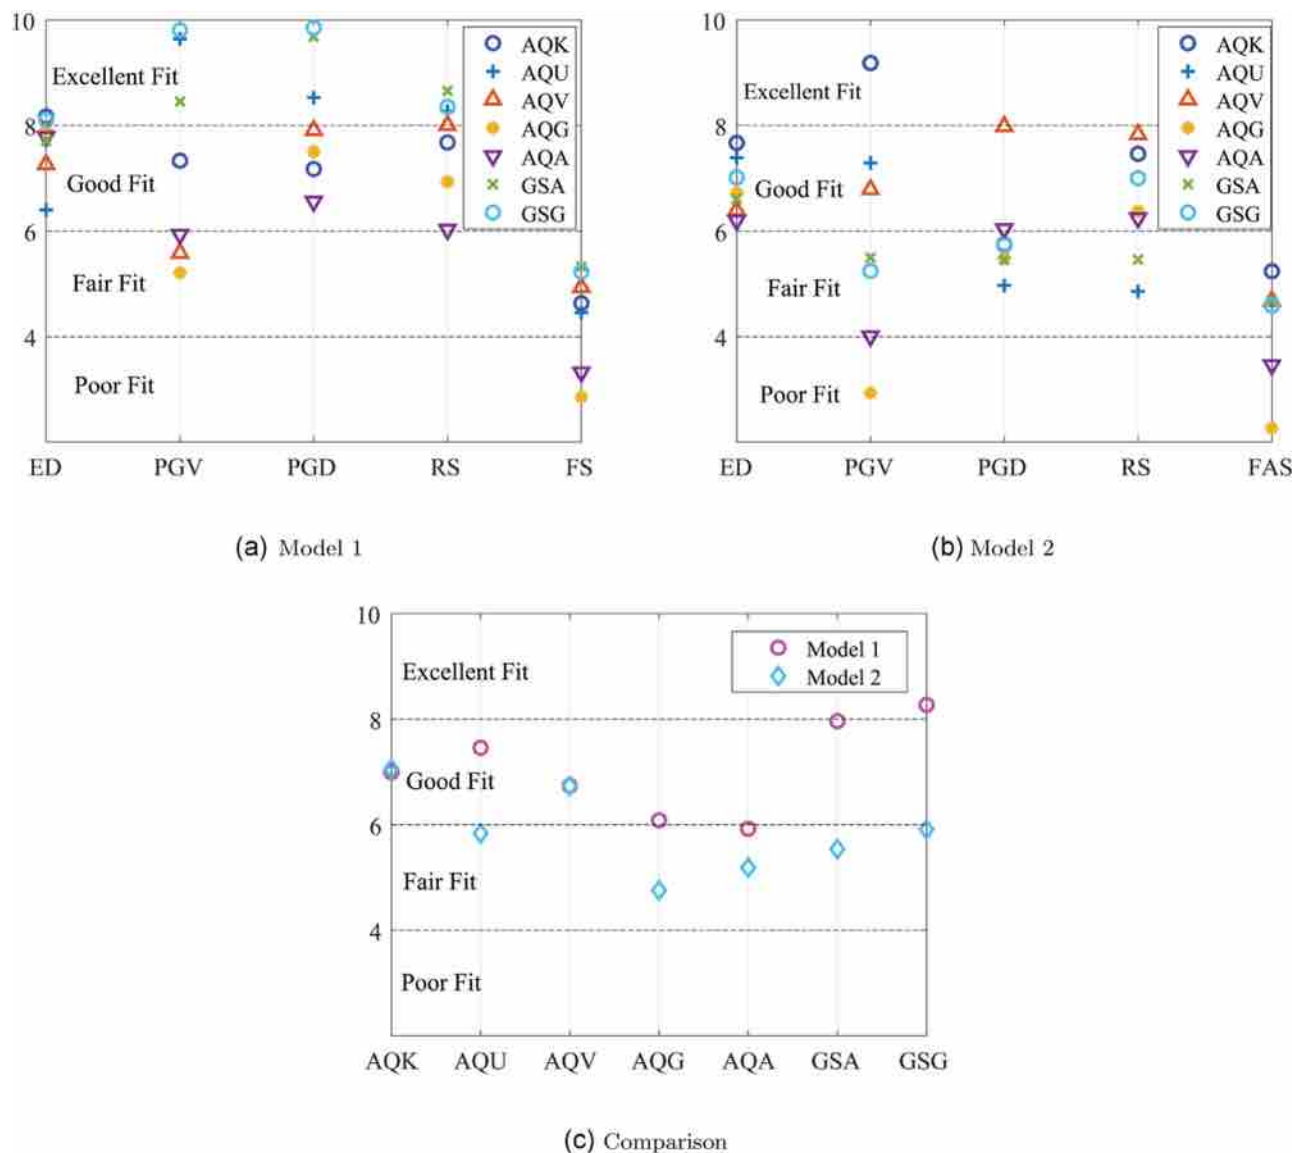 10
8
6
4
Excellent Fit
Good Fit
Fair Fit
Poor Fit
AQK
AQU
AQV
AQG
AQA
GSA
GSG
ED PGV PGD RS FS
(a) Model 1
10
8
6
4
Excellent Fit
Good Fit
Fair Fit
Poor Fit
AQK
AQU
AQV
AQG
AQA
GSA
GSG
ED PGV PGD RS FAS
(b) Model 2
10
8
6
4
Excellent Fit
Good Fit
Fair Fit
Poor Fit
Model 1
Model 2
AQK AQU AQV AQG AQA GSA GSG
(c) Comparison